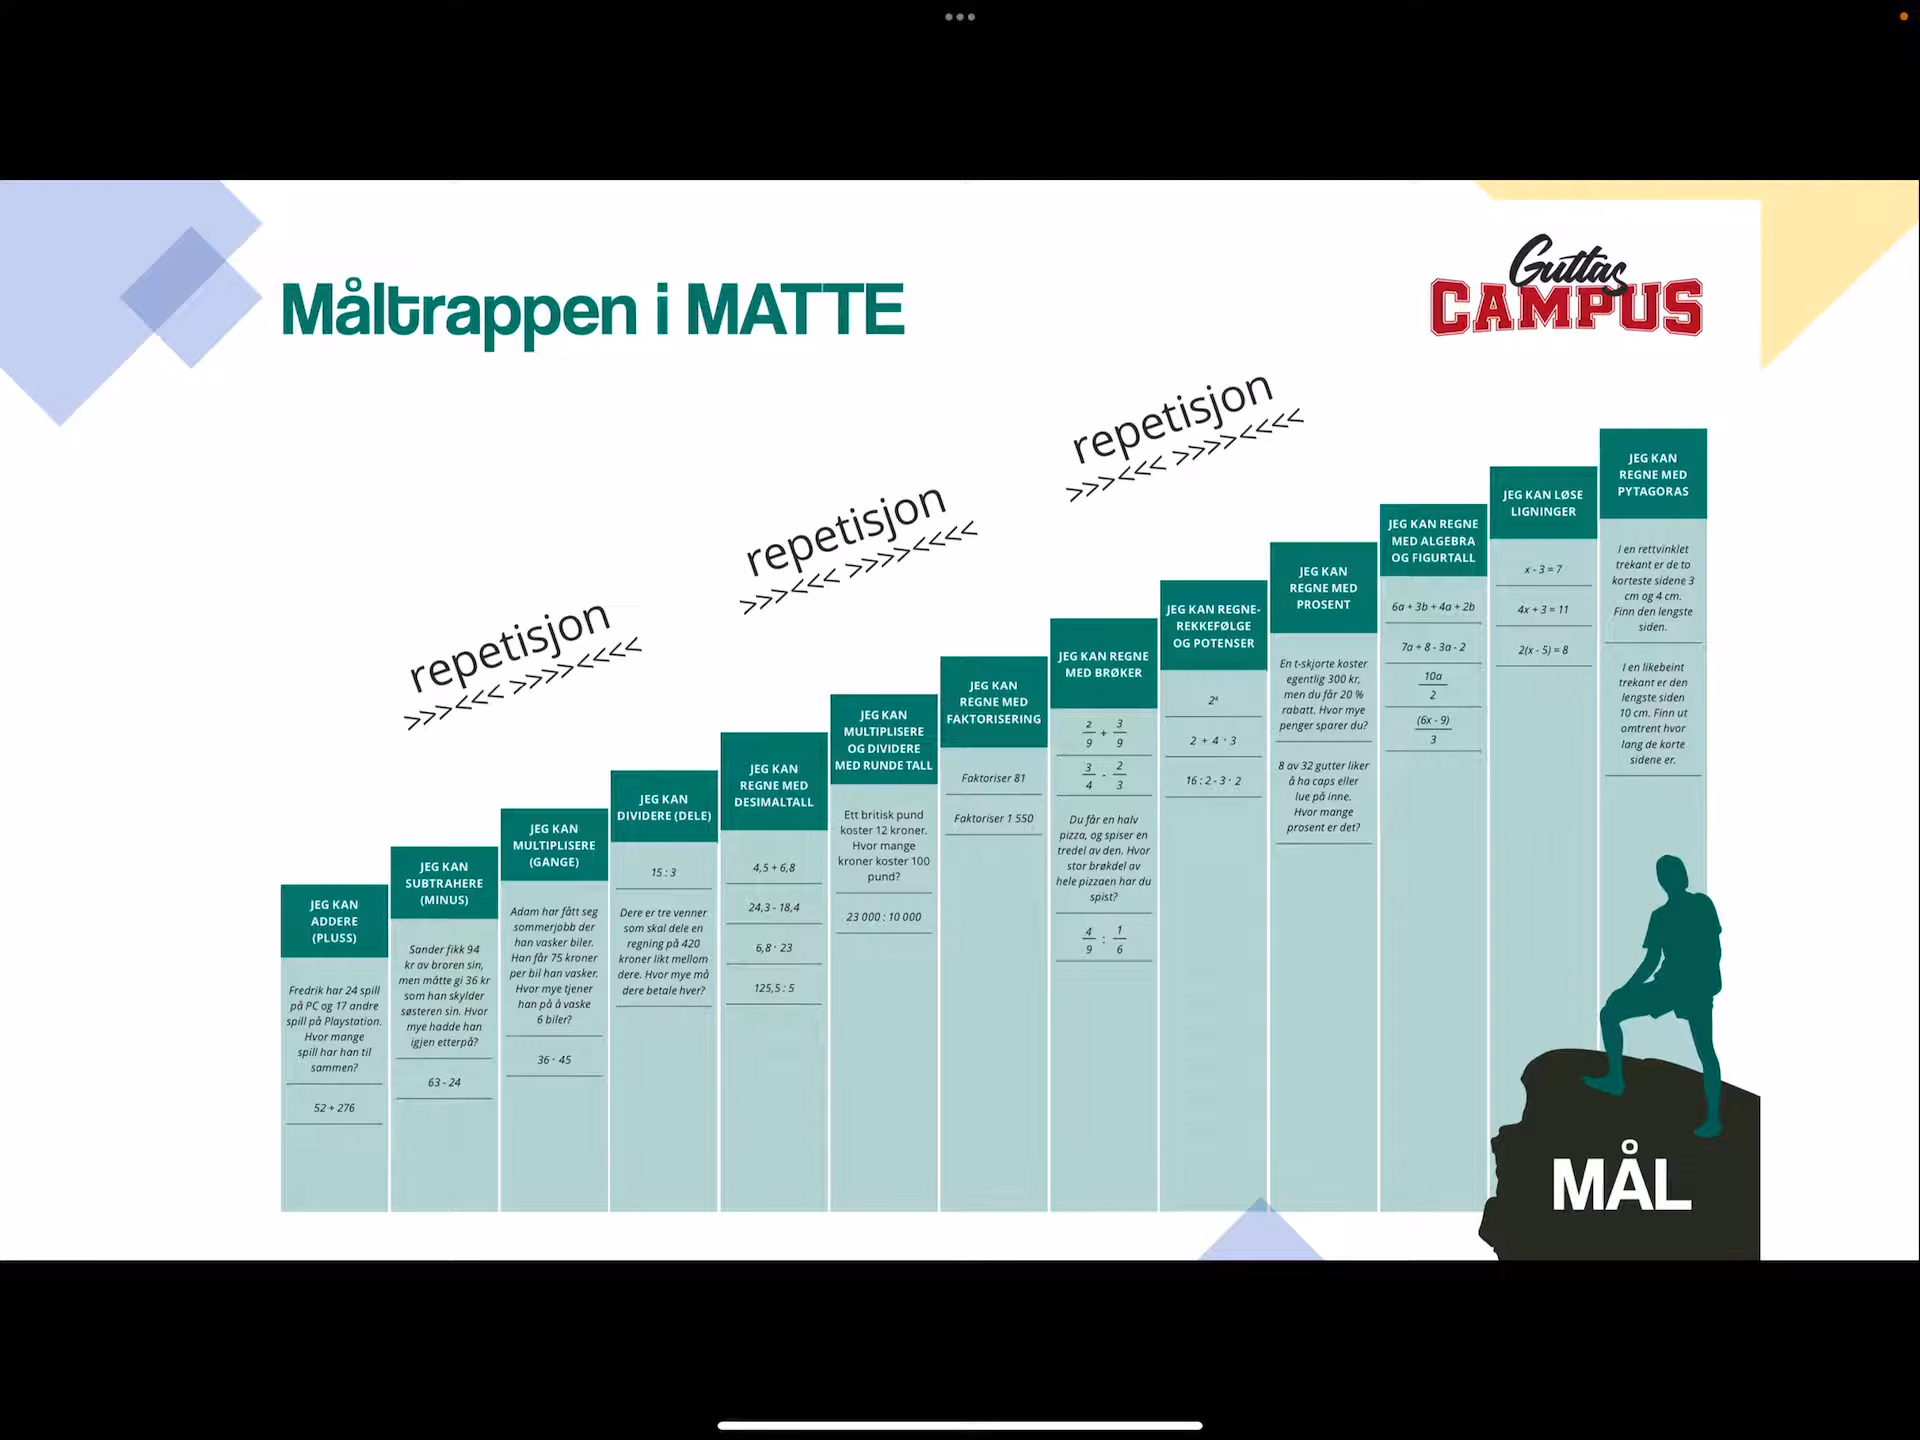 Måltrappen i MATTE
Guttas
CAMPUS
repetisjon
>>><<< >>>><<<<
repetisjon
>>><<< >>>><<<<
repetisjon
>>><<< >>>><<<<
JEG KAN
ADDERE
(PLUSS)
Fredrik har 24 spill
på PC og 17 andre
spill på Playstation.
Hvor mange
spill har han til
sammen?
52 + 276
JEG KAN
SUBTRAHERE
(MINUS)
Sander fikk 94
kr av broren sin,
men måtte gi 36 kr
som han skylder
søsteren sin. Hvor
mye hadde han
igjen etterpå?
63 - 24
JEG KAN
MULTIPLISERE
(GANGE)
Adam har fått seg
sommerjobb der
han vasker biler.
Han får 75 kroner
per bil han vasker.
Hvor mye tjener
han på å vaske
6 biler?
36 · 45
JEG KAN
DIVIDERE (DELE)
15 : 3
Dere er tre venner
som skal dele en
regning på 420
kroner likt mellom
dere. Hvor mye må
dere betale hver?
JEG KAN
REGNE MED
DESIMALTALL
4,5 + 6,8
24,3 - 18,4
6,8 · 23
125,5 : 5
JEG KAN
MULTIPLISERE
OG DIVIDERE
MED RUNDE TALL
Ett britisk pund
koster 12 kroner.
Hvor mange
kroner koster 100
pund?
23 000 : 10 000
JEG KAN
REGNE MED
FAKTORISERING
Faktoriser 81
Faktoriser 1 550
JEG KAN REGNE
MED BRØKER
2/9 + 3/9
3/4 - 2/3
Du får en halv
pizza, og spiser en
tredel av den. Hvor
stor brøkdel av
hele pizzaen har du
spist?
4/9 : 1/6
JEG KAN REGNE-
REKKEFØLGE
OG POTENSER
2⁴
2 + 4 · 3
16 : 2 - 3 · 2
JEG KAN
REGNE MED
PROSENT
En t-skjorte koster
egentlig 300 kr,
men du får 20 %
rabatt. Hvor mye
penger sparer du?
8 av 32 gutter liker
å ha caps eller
lue på inne.
Hvor mange
prosent er det?
JEG KAN REGNE
MED ALGEBRA
OG FIGURTALL
6a + 3b + 4a + 2b
7a + 8 - 3a - 2
10a/2
(6x - 9)/3
JEG KAN LØSE
LIGNINGER
x - 3 = 7
4x + 3 = 11
2(x - 5) = 8
JEG KAN
REGNE MED
PYTAGORAS
I en rettvinklet
trekant er de to
korteste sidene 3
cm og 4 cm.
Finn den lengste
siden.
I en likebeint
trekant er den
lengste siden
10 cm. Finn ut
omtrent hvor
lang de korte
sidene er.
MÅL